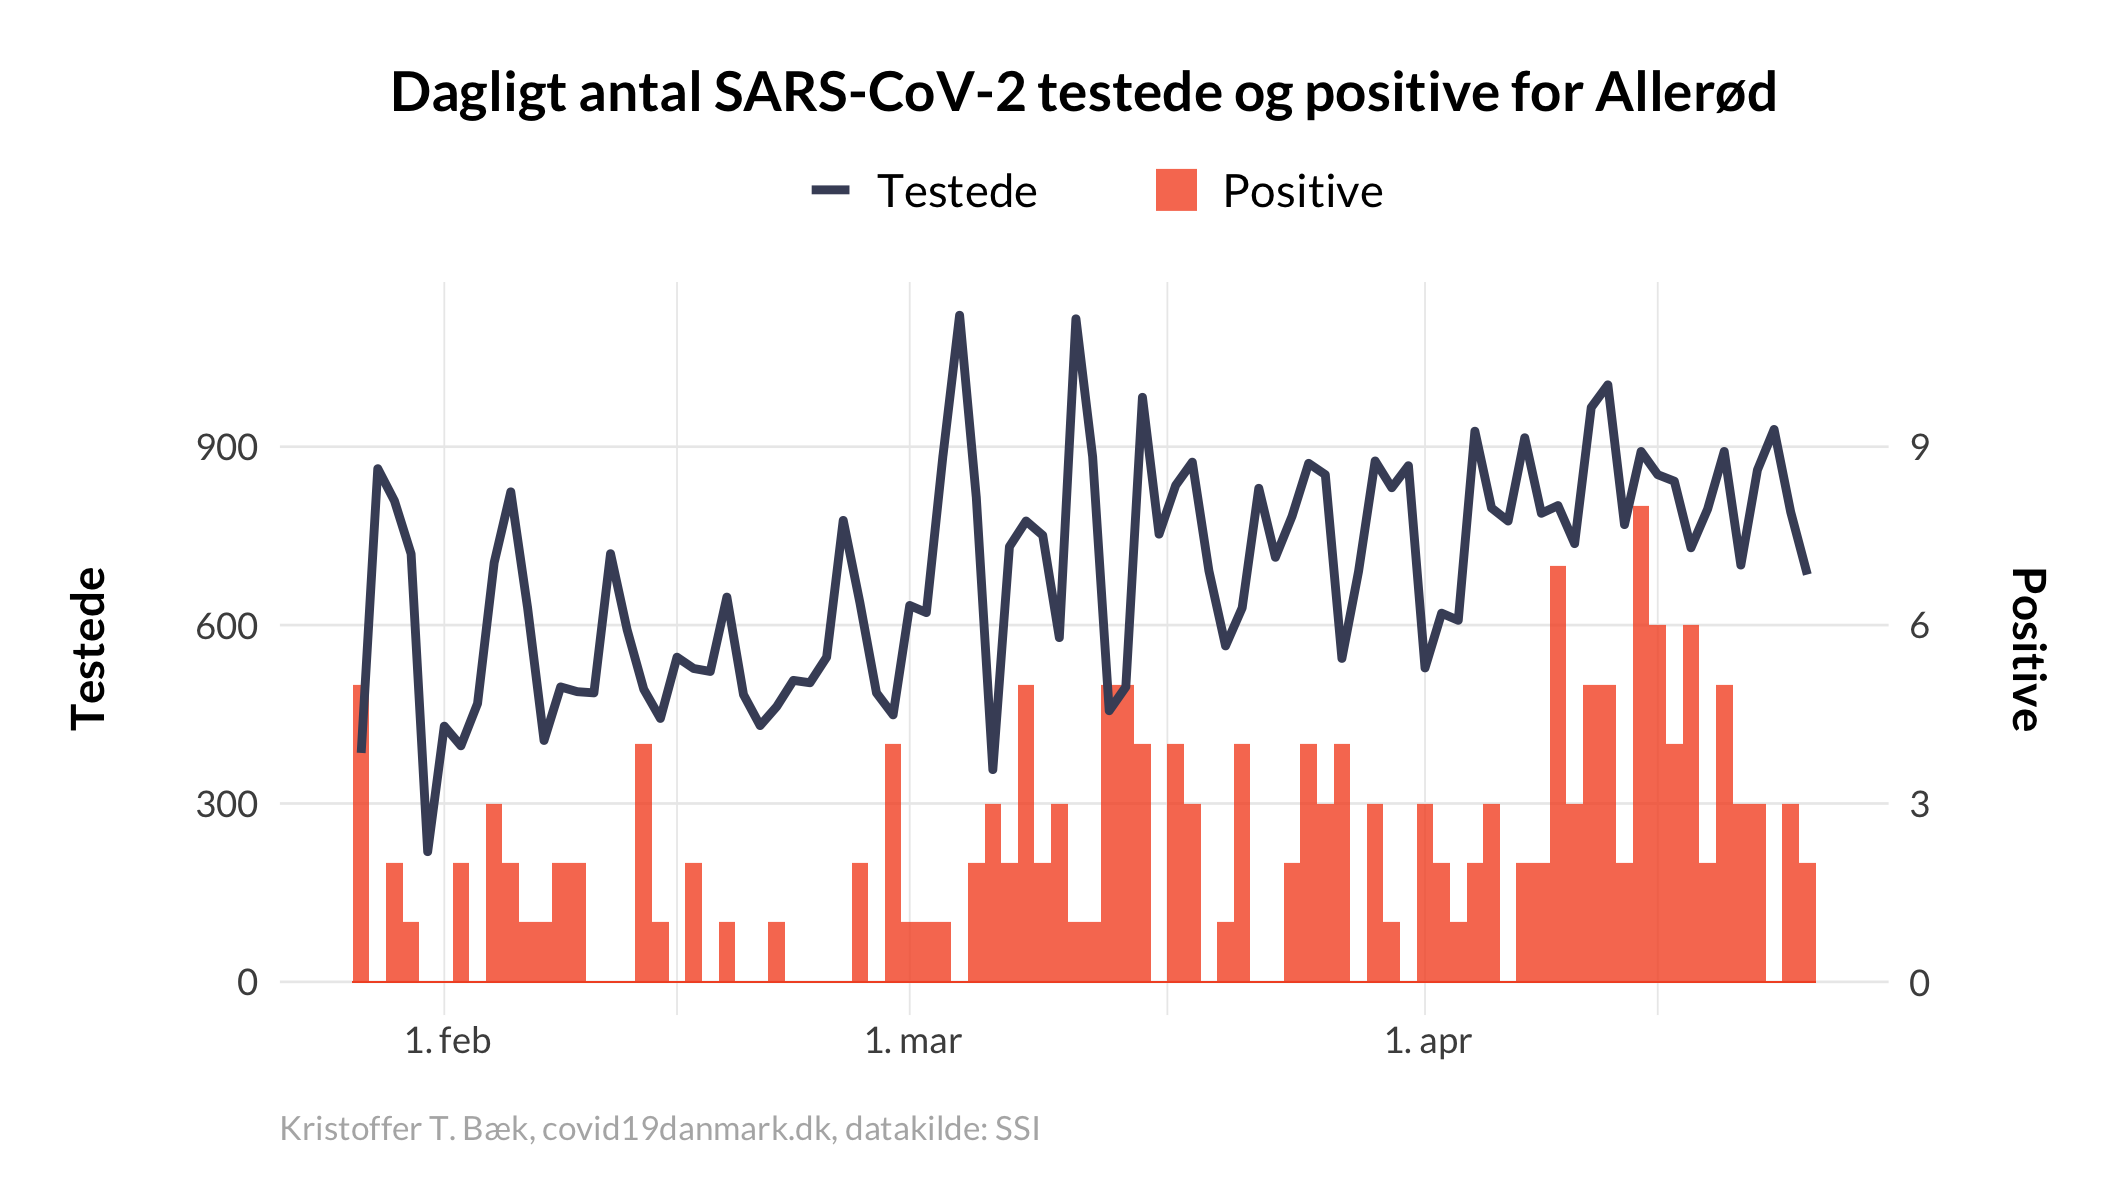 Dagligt antal SARS-CoV-2 testede og positive for Allerød
Testede Positive
900 9
600 6
300 3
0 0
Testede
Positive
1. feb 1. mar 1. apr
Kristoffer T. Bæk, covid19danmark.dk, datakilde: SSI